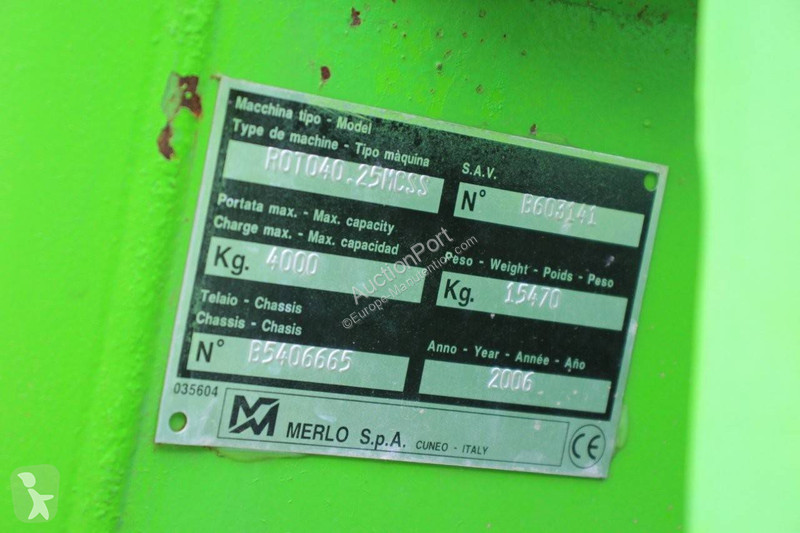 Macchina tipo - Model
Type de machine - Tipo màquina
ROTO40.25MCSS
S.A.V.
N° B603141
Portata max. - Max. capacity
Charge max. - Max. capacidad
Kg. 4000
Peso - Weight - Poids - Peso
Kg. 15470
Telaio - Chassis
Chassis - Chasis
N° B5406665
Anno - Year - Année - Año
2006
035604
MERLO S.p.A. CUNEO - ITALY
CE
AuctionPort
©Europe-Manutention.com